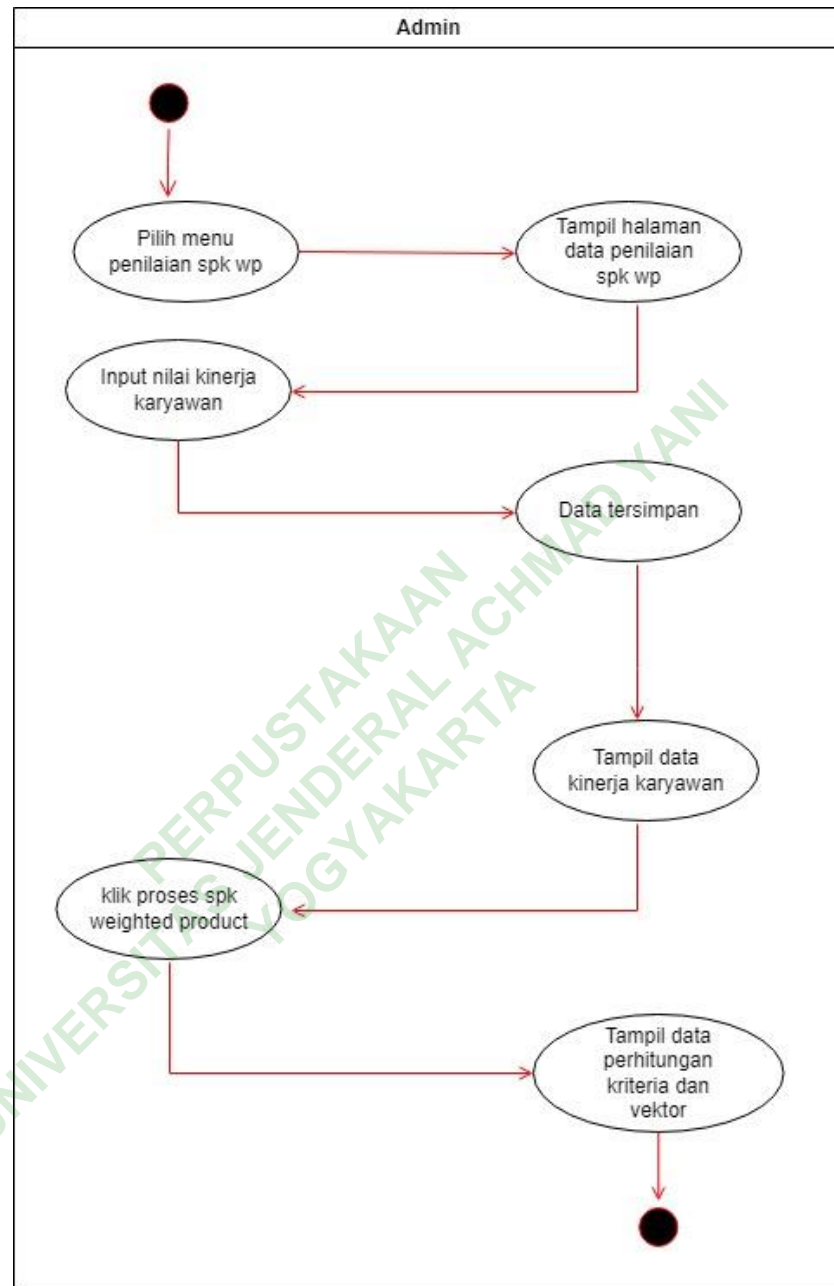 Admin
Pilih menu
penilaian spk wp
Tampil halaman
data penilaian
spk wp
Input nilai kinerja
karyawan
Data tersimpan
Tampil data
kinerja karyawan
klik proses spk
weighted product
Tampil data
perhitungan
kriteria dan
vektor
PERPUSTAKAAN
UNIVERSITAS JENDERAL ACHMAD YANI
YOGYAKARTA